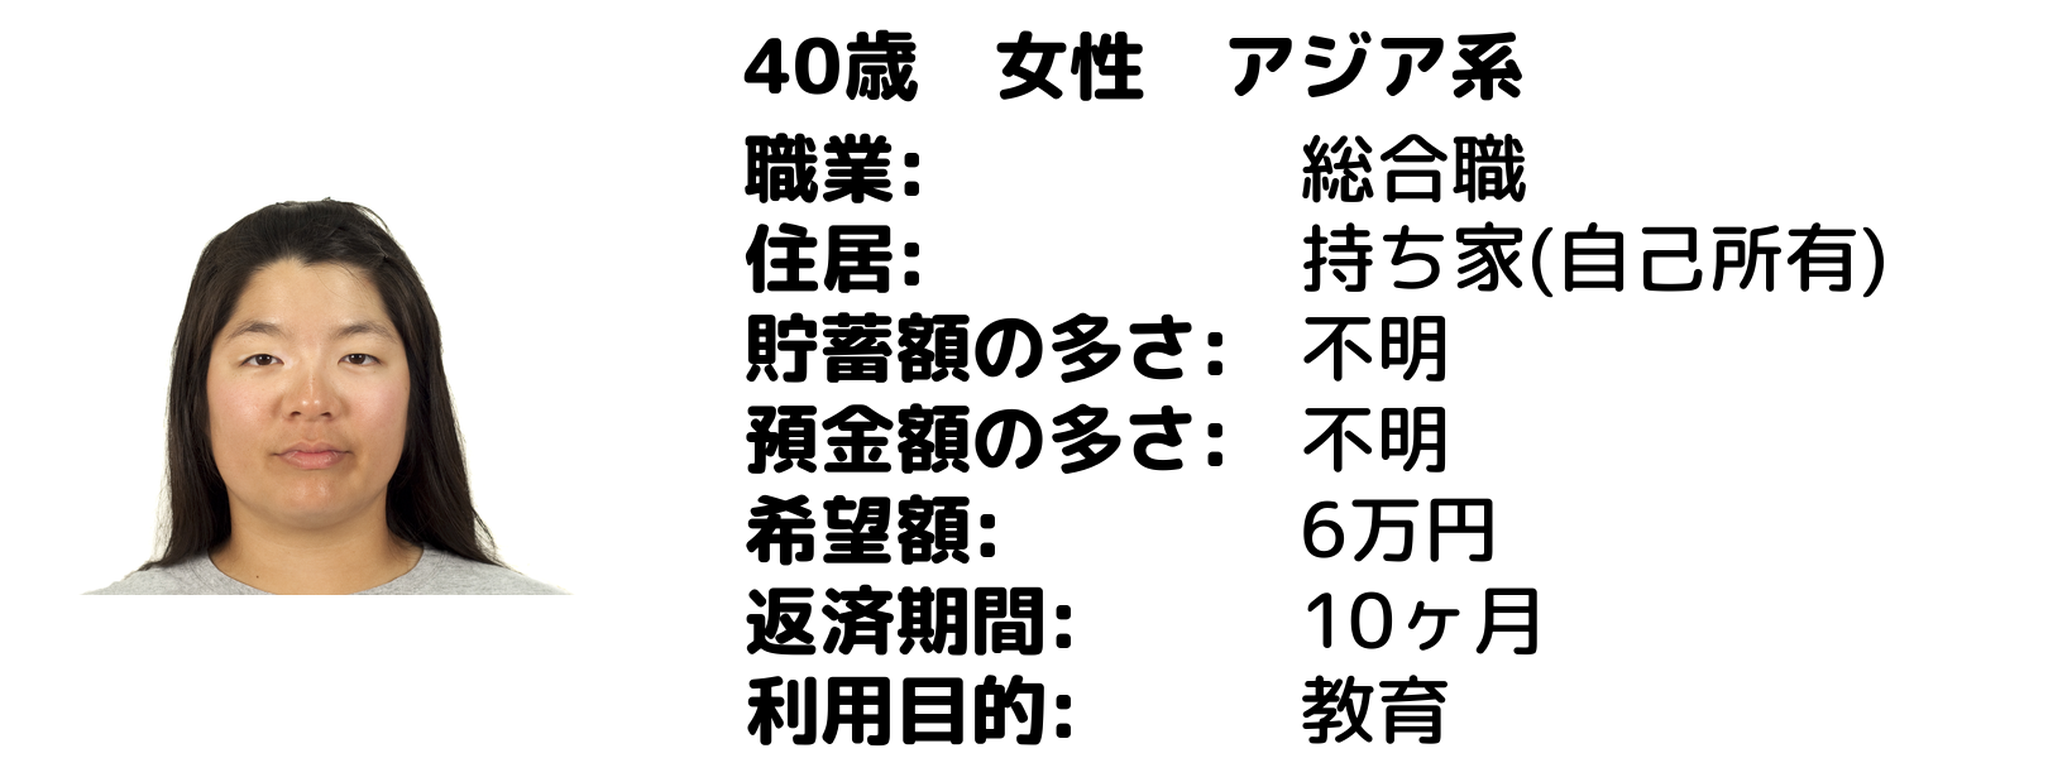 40歳　女性　アジア系
職業:　総合職
住居:　持ち家(自己所有)
貯蓄額の多さ:　不明
預金額の多さ:　不明
希望額:　6万円
返済期間:　10ヶ月
利用目的:　教育